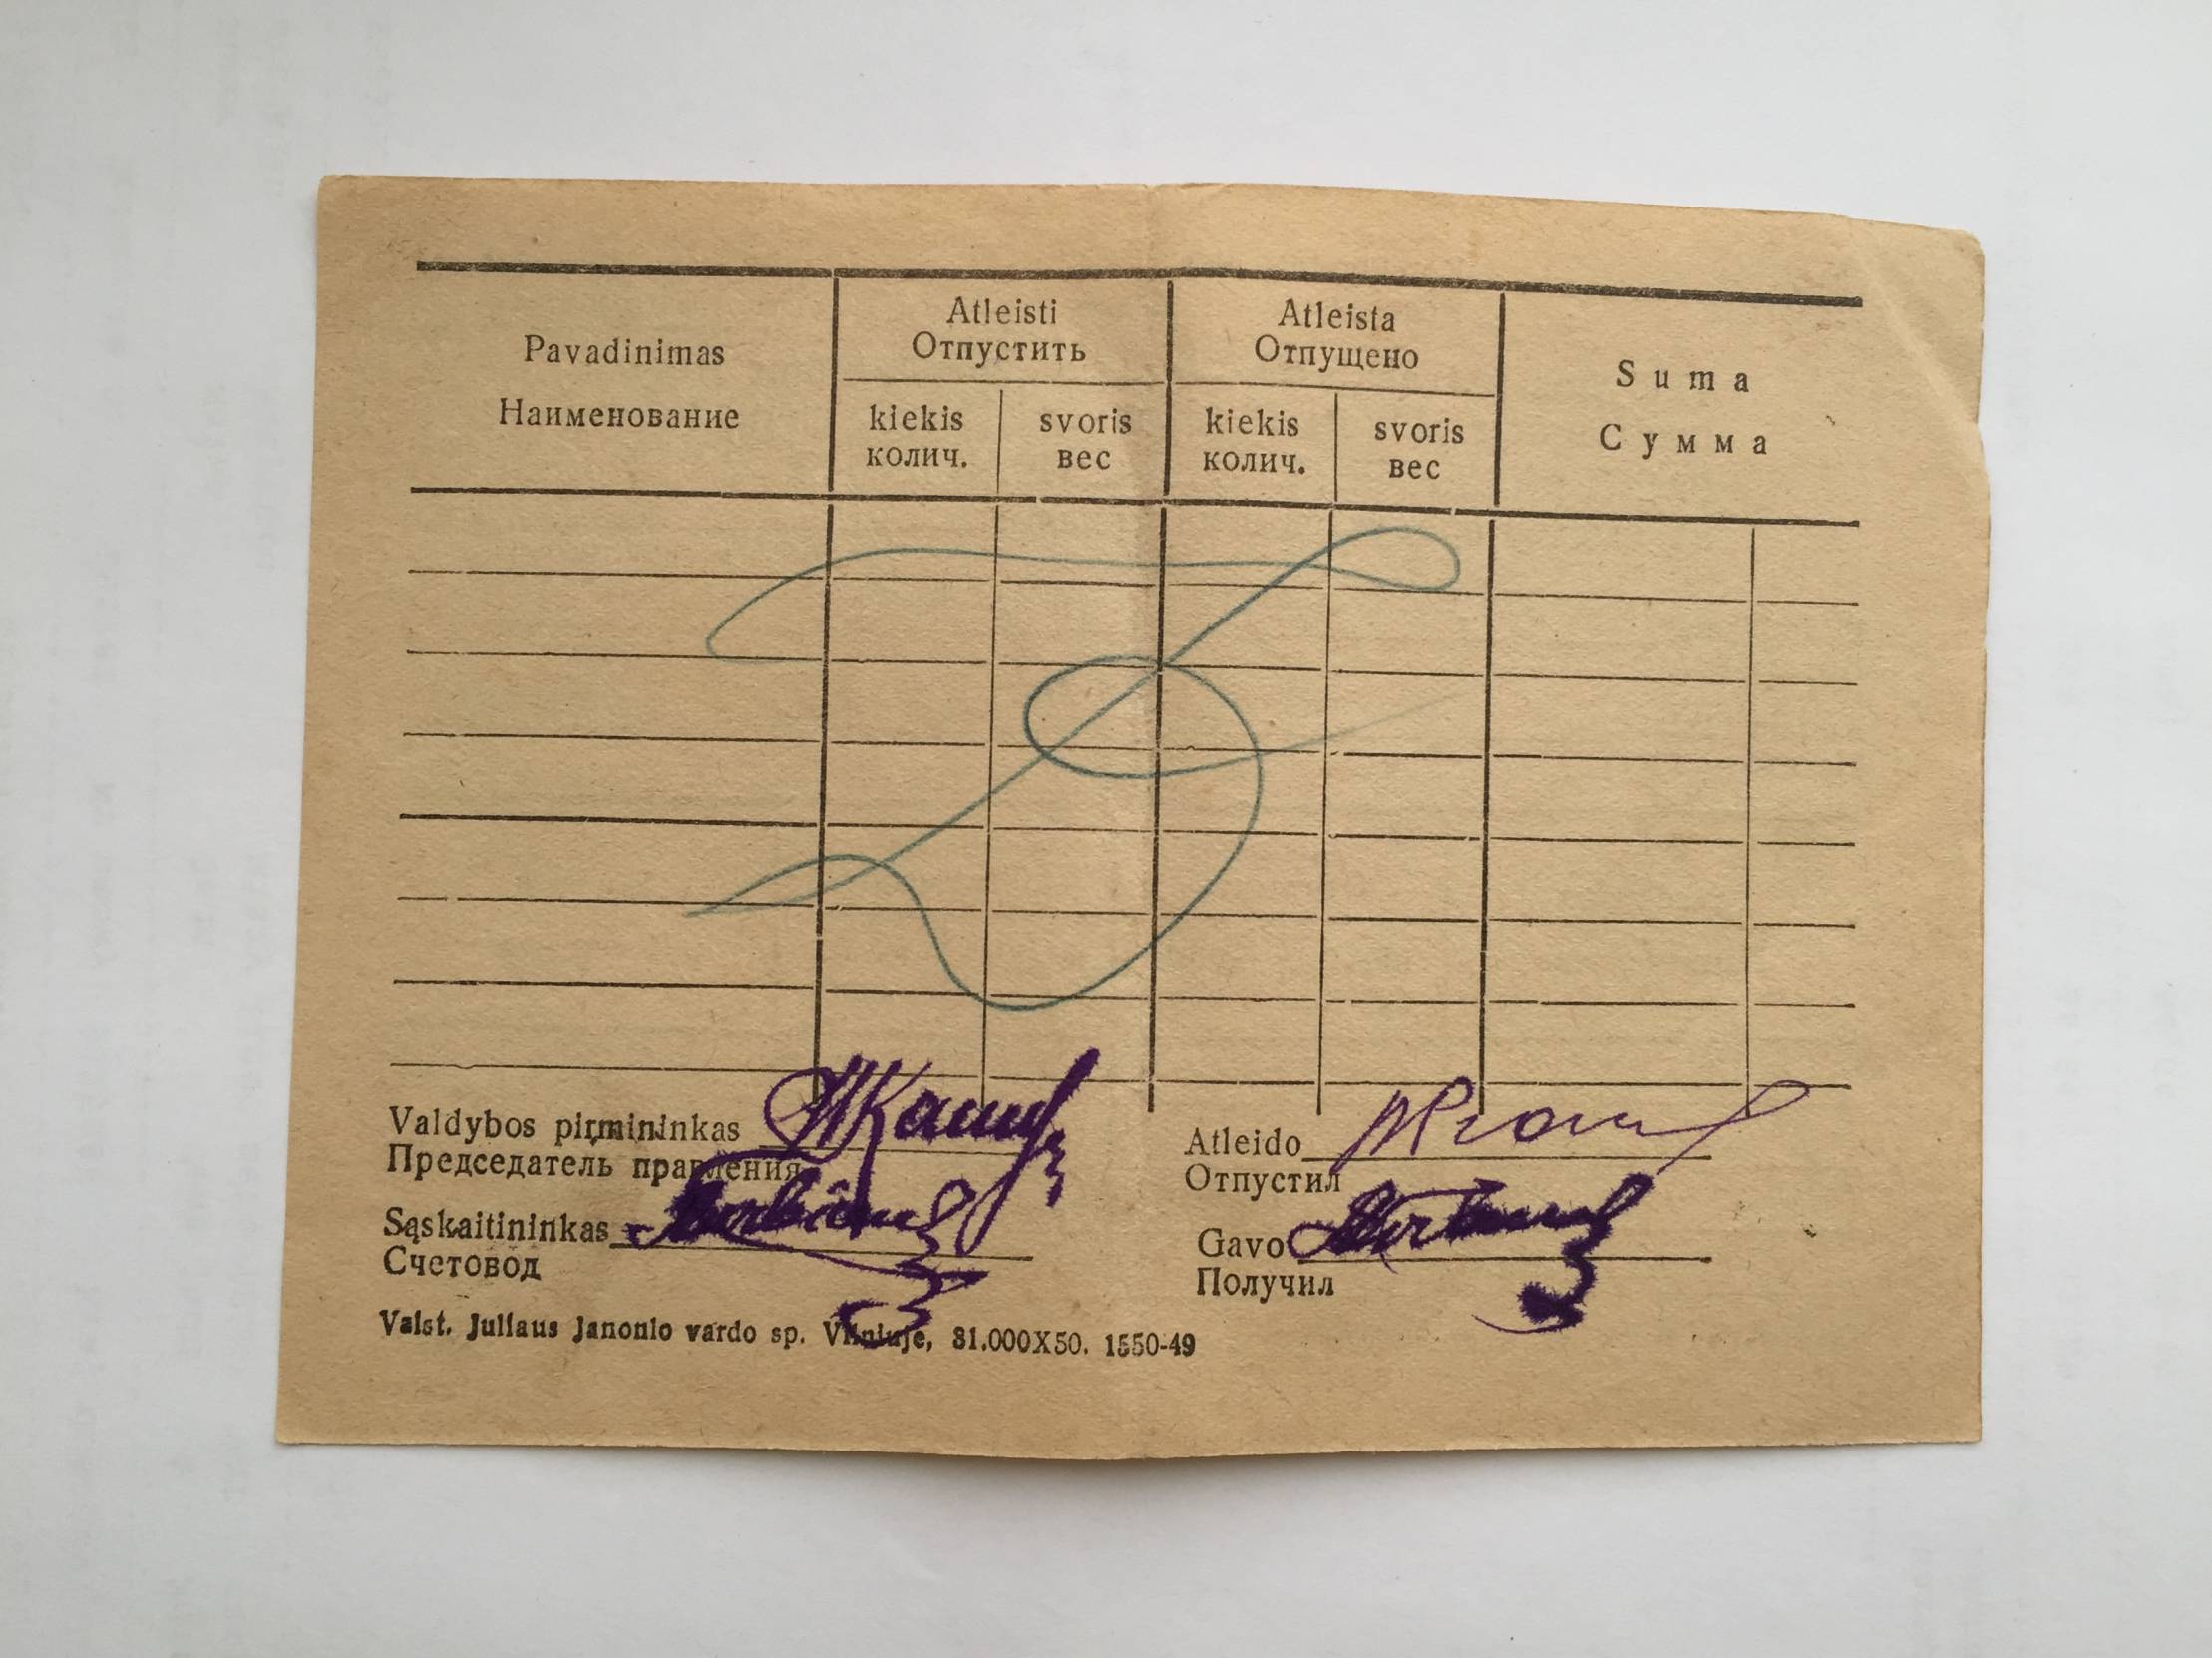 Pavadinimas
Наименование
Atleisti
Отпустить
Atleista
Отпущено
Suma
Сумма
kiekis
колич.
svoris
вес
kiekis
колич.
svoris
вес
Valdybos pirmininkas
Председатель правления
Atleido
Отпустил
Sąskaitininkas
Счетовод
Gavo
Получил
Valst. Juliaus Janonio vardo sp. Vilniuje, 31.000X50. 1550-49